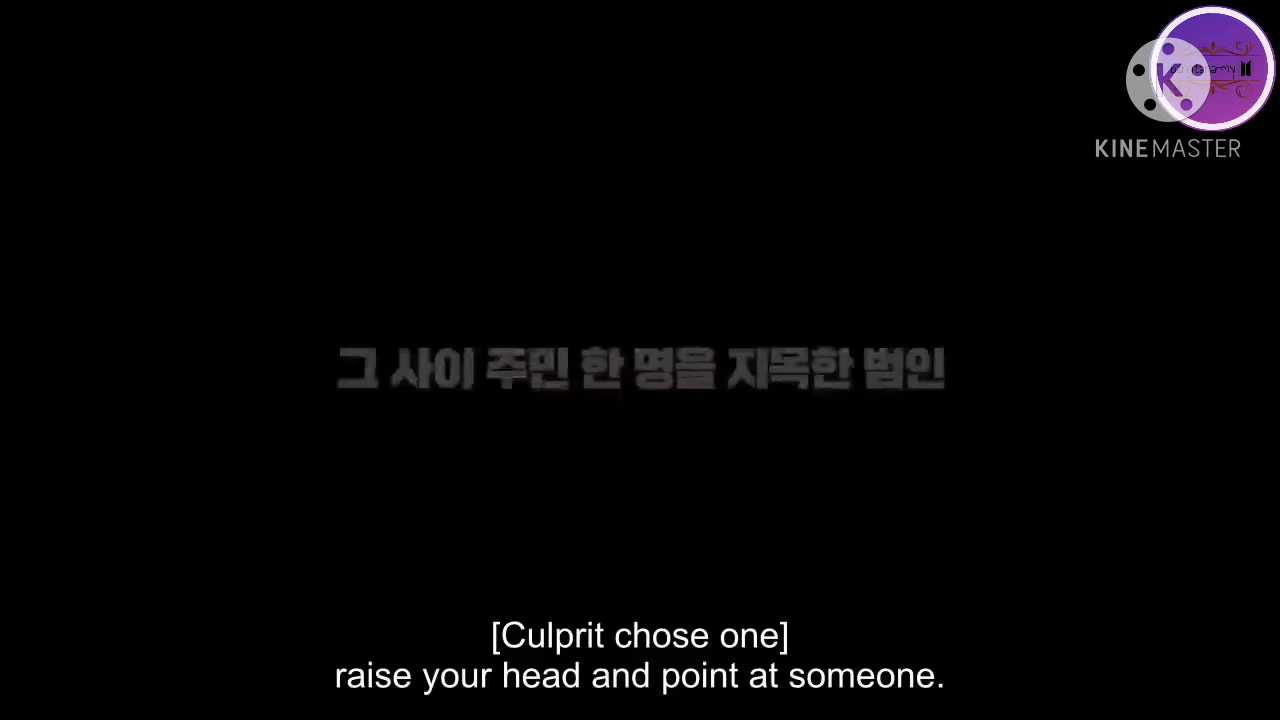 KINEMASTER
그 사이 주민 한 명을 지목한 범인
[Culprit chose one]
raise your head and point at someone.